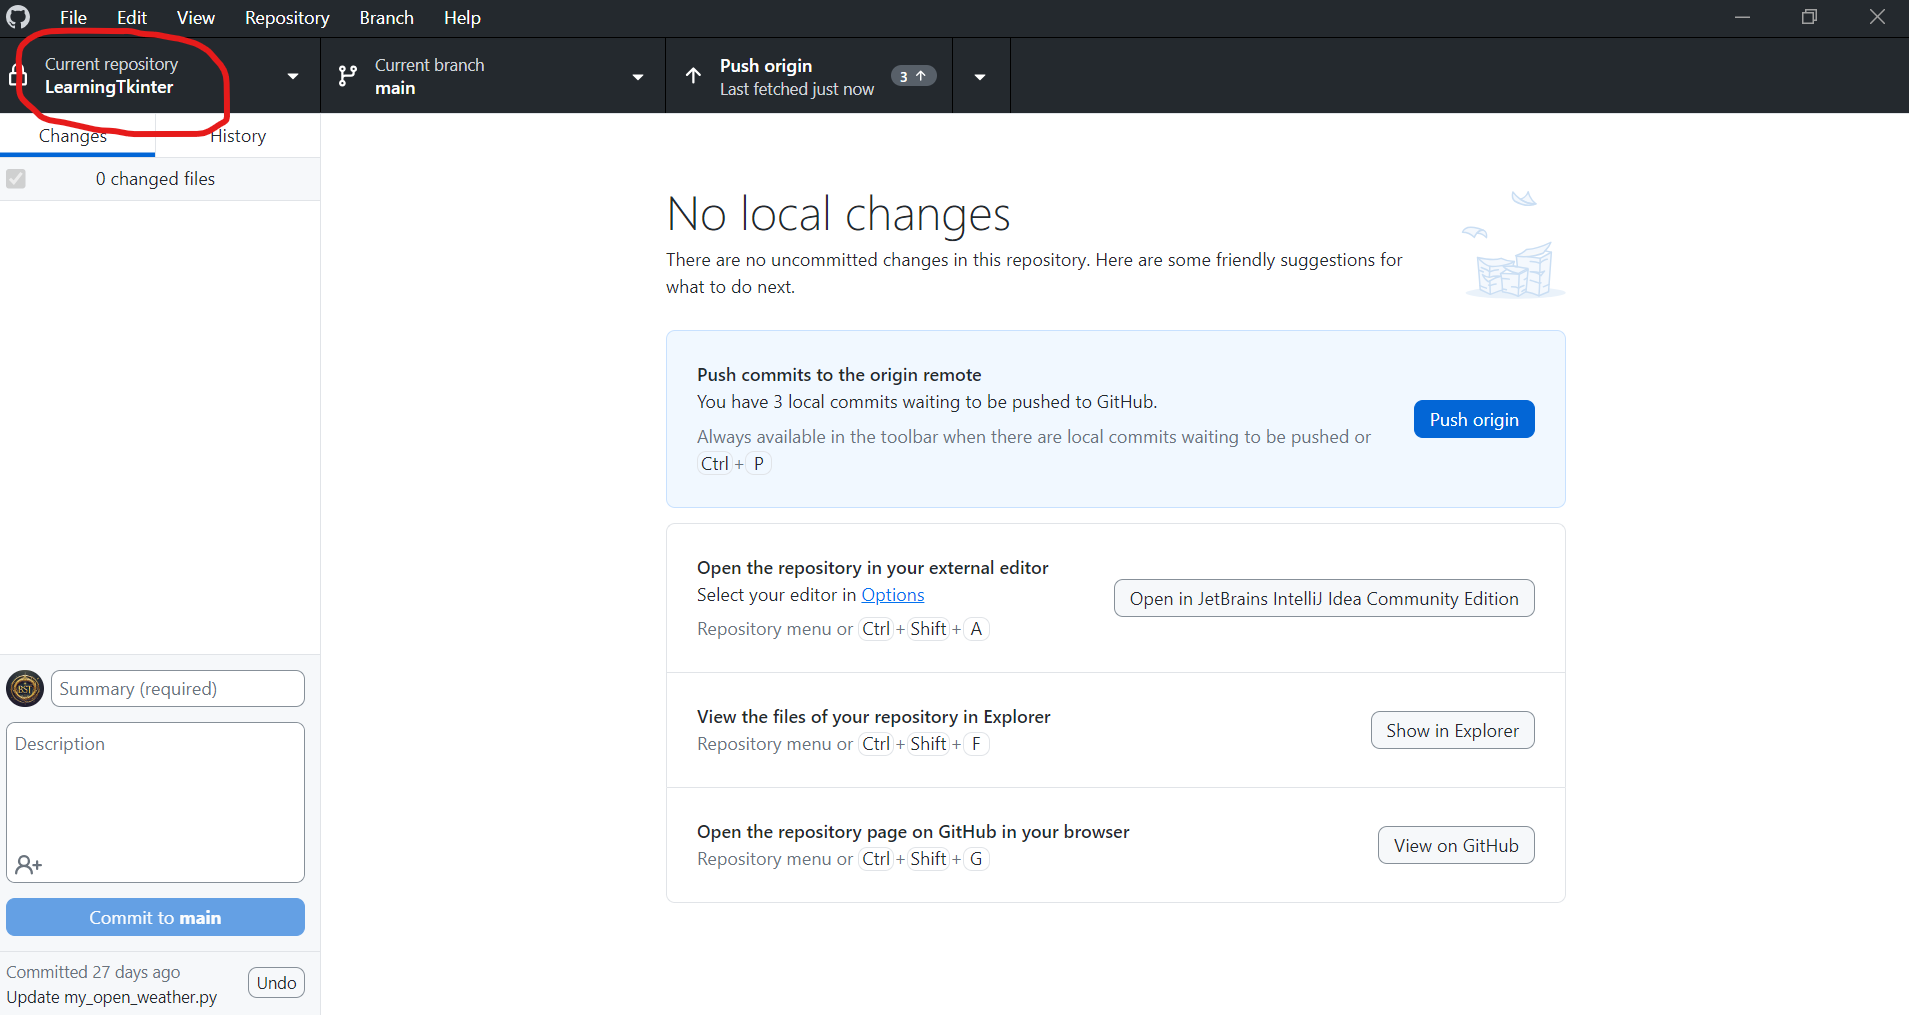 File Edit View Repository Branch Help
Current repository
LearningTkinter
Current branch
main
Push origin
Last fetched just now
3
Changes History
0 changed files
No local changes
There are no uncommitted changes in this repository. Here are some friendly suggestions for
what to do next.
Push commits to the origin remote
You have 3 local commits waiting to be pushed to GitHub.
Always available in the toolbar when there are local commits waiting to be pushed or
Ctrl + P
Push origin
Open the repository in your external editor
Select your editor in Options
Repository menu or Ctrl + Shift + A
Open in JetBrains IntelliJ Idea Community Edition
View the files of your repository in Explorer
Repository menu or Ctrl + Shift + F
Show in Explorer
Open the repository page on GitHub in your browser
Repository menu or Ctrl + Shift + G
View on GitHub
BST
Summary (required)
Description
Commit to main
Committed 27 days ago
Update my_open_weather.py
Undo